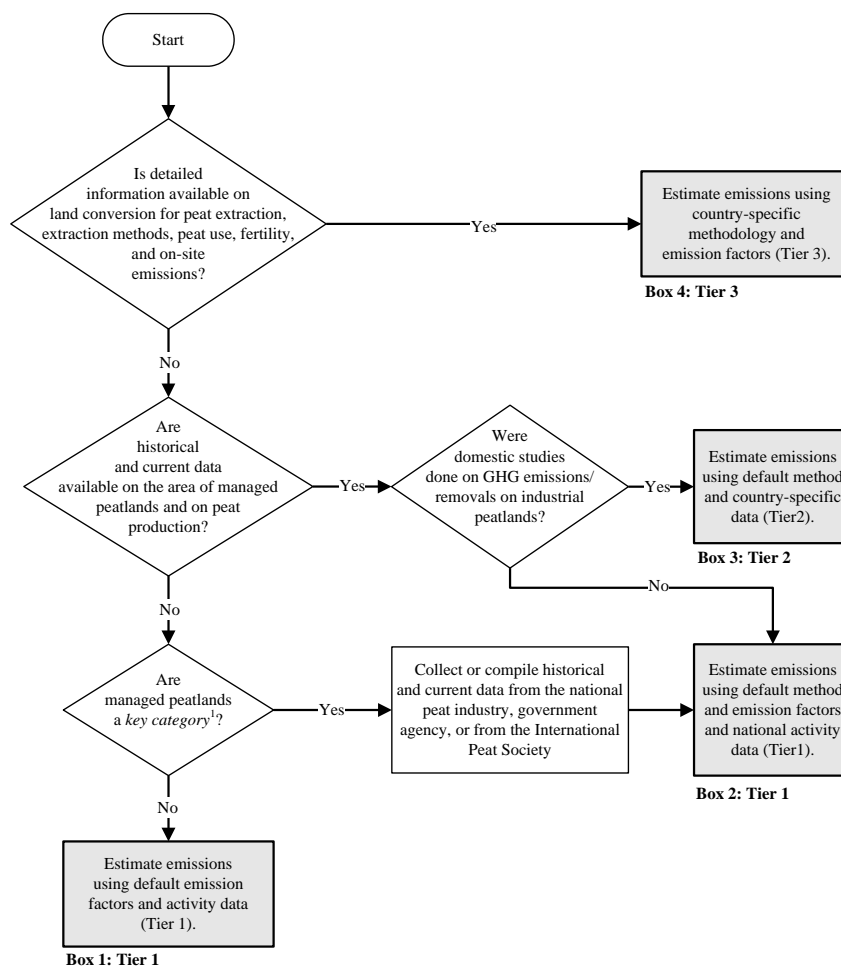 Start
Is detailed
information available on
land conversion for peat extraction,
extraction methods, peat use, fertility,
and on-site
emissions?
Yes
Estimate emissions using
country-specific
methodology and
emission factors (Tier 3).
Box 4: Tier 3
No
Are
historical
and current data
available on the area of managed
peatlands and on peat
production?
Yes
Were
domestic studies
done on GHG emissions/
removals on industrial
peatlands?
Yes
Estimate emissions
using default method
and country-specific
data (Tier2).
Box 3: Tier 2
No
No
Are
managed peatlands
a key category¹?
Yes
Collect or compile historical
and current data from the national
peat industry, government
agency, or from the International
Peat Society
Estimate emissions
using default method
and emission factors
and national activity
data (Tier1).
Box 2: Tier 1
No
Estimate emissions
using default emission
factors and activity data
(Tier 1).
Box 1: Tier 1